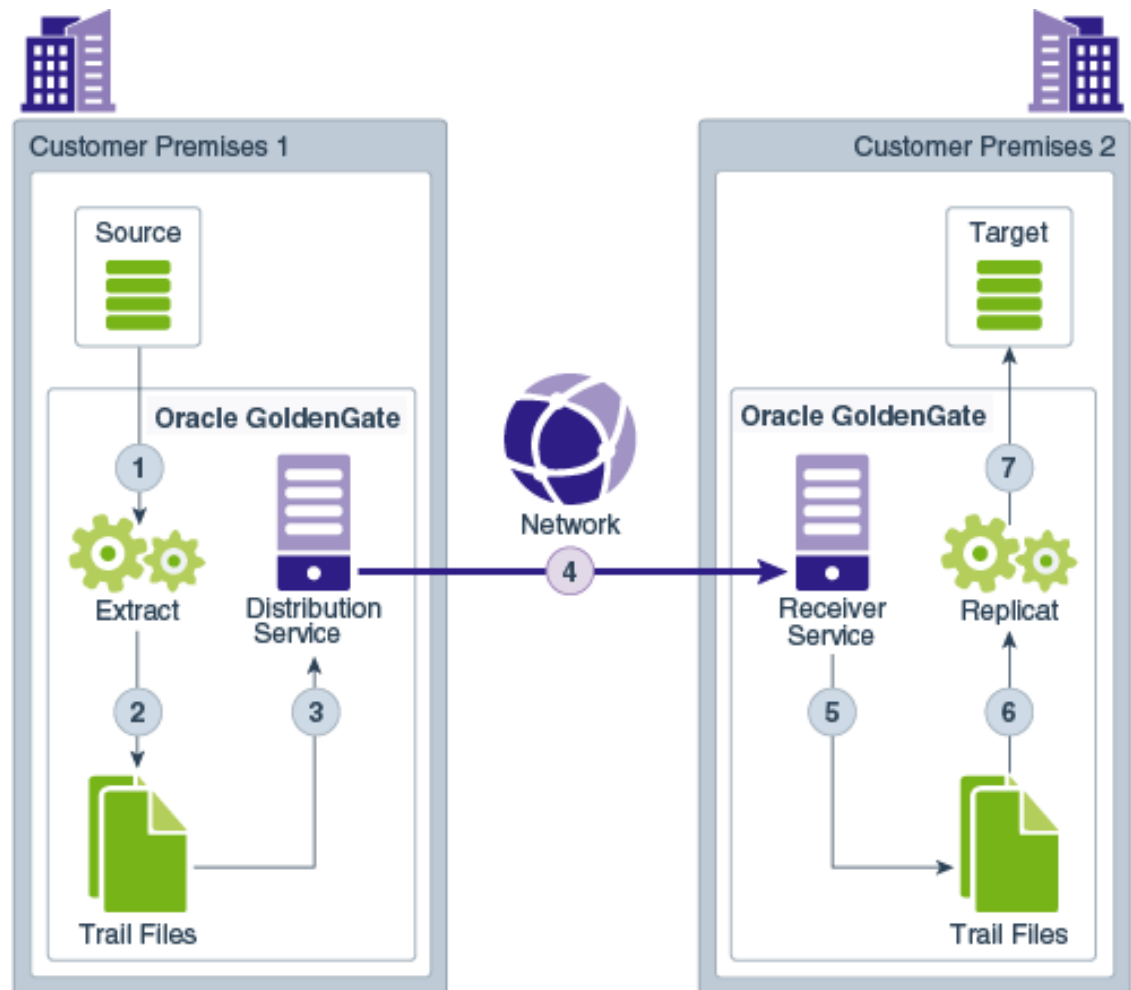 Customer Premises 1
Source
Oracle GoldenGate
1
Extract
Distribution
Service
2
3
Trail Files
Network
4
Customer Premises 2
Target
Oracle GoldenGate
7
Receiver
Service
Replicat
5
6
Trail Files